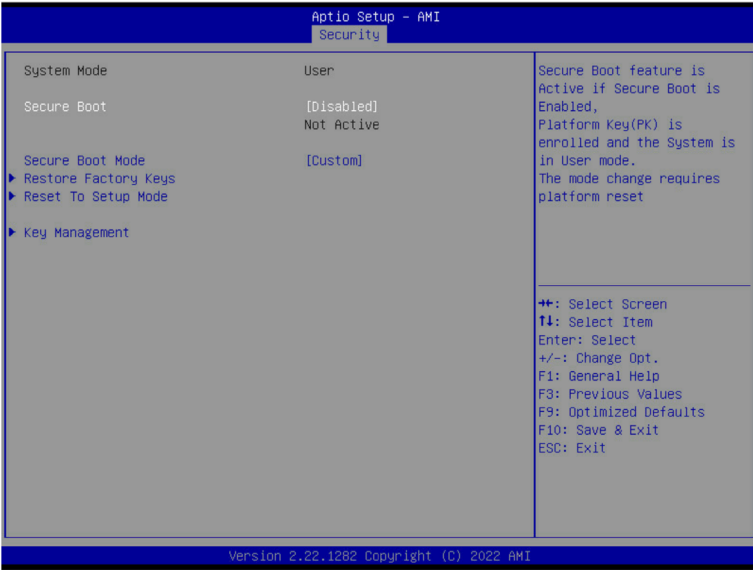 Aptio Setup - AMI
Security
System Mode User
Secure Boot [Disabled]
Not Active
Secure Boot Mode [Custom]
Restore Factory Keys
Reset To Setup Mode
Key Management
Secure Boot feature is
Active if Secure Boot is
Enabled,
Platform Key(PK) is
enrolled and the System is
in User mode.
The mode change requires
platform reset
→←: Select Screen
↑↓: Select Item
Enter: Select
+/-: Change Opt.
F1: General Help
F3: Previous Values
F9: Optimized Defaults
F10: Save & Exit
ESC: Exit
Version 2.22.1282 Copyright (C) 2022 AMI